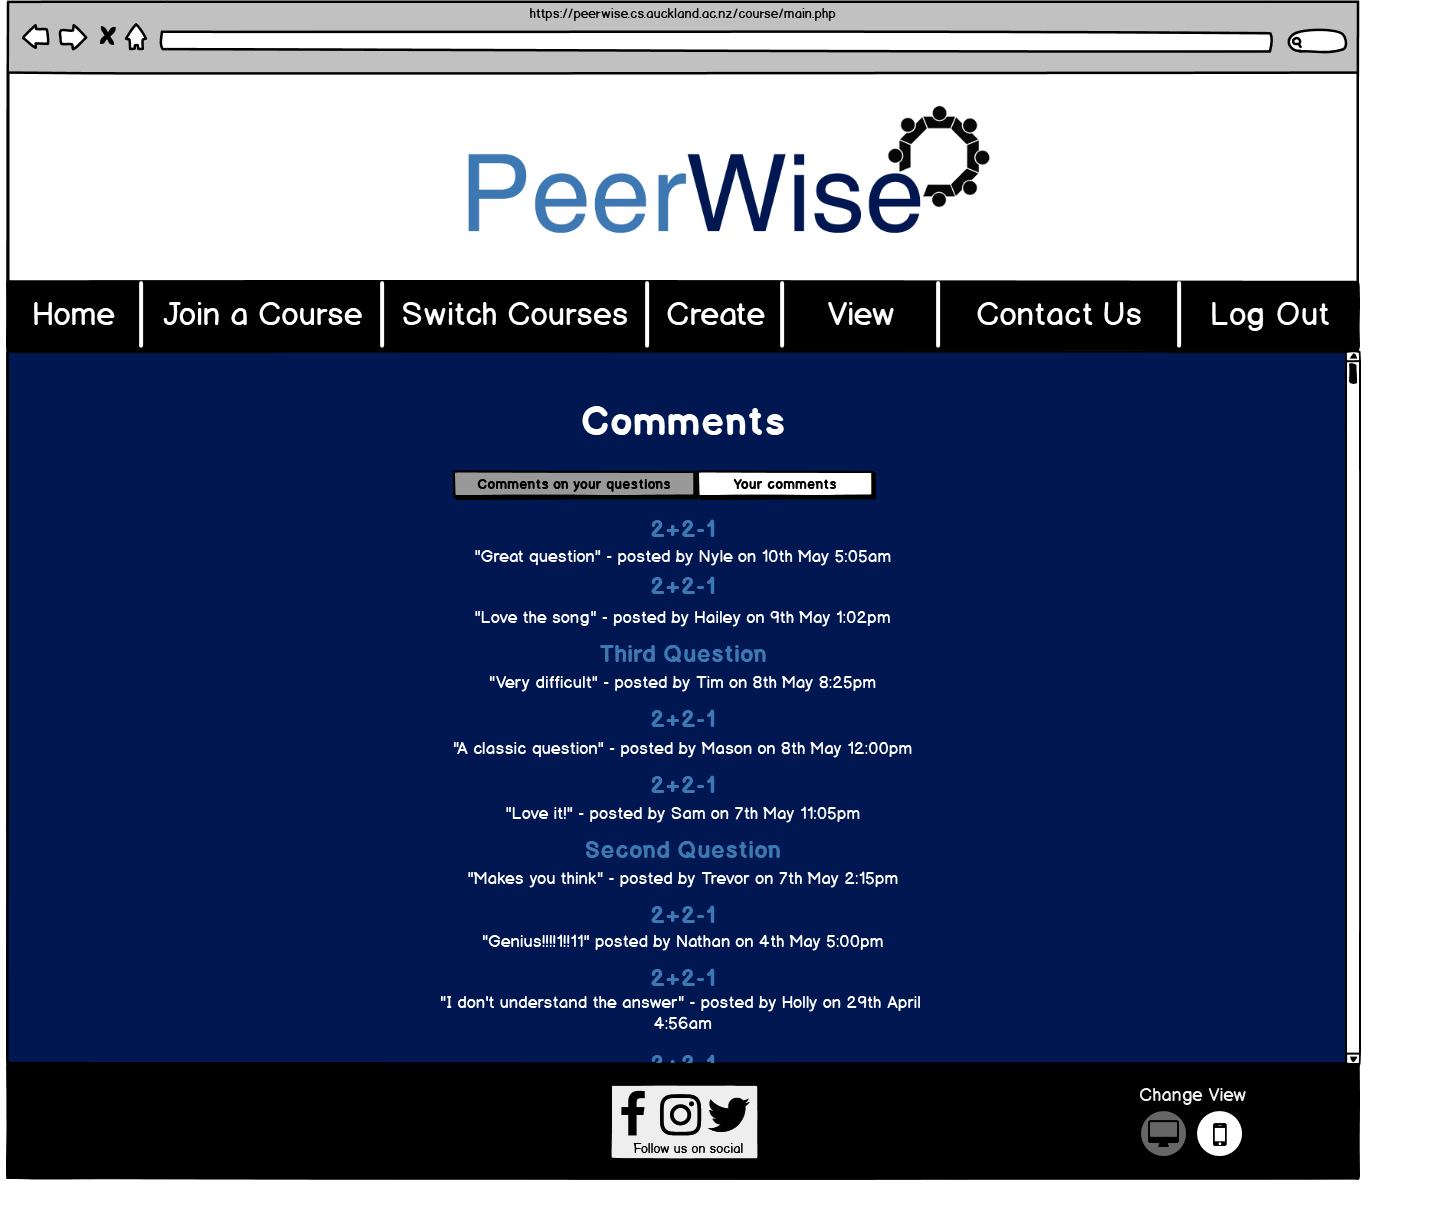 https://peerwise.cs.auckland.ac.nz/course/main.php
PeerWise
Home Join a Course Switch Courses Create View Contact Us Log Out
Comments
Comments on your questions Your comments
2+2-1
"Great question" - posted by Nyle on 10th May 5:05am
2+2-1
"Love the song" - posted by Hailey on 9th May 1:02pm
Third Question
"Very difficult" - posted by Tim on 8th May 8:25pm
2+2-1
"A classic question" - posted by Mason on 8th May 12:00pm
2+2-1
"Love it!" - posted by Sam on 7th May 11:05pm
Second Question
"Makes you think" - posted by Trevor on 7th May 2:15pm
2+2-1
"Genius!!!!1!!11" posted by Nathan on 4th May 5:00pm
2+2-1
"I don't understand the answer" - posted by Holly on 29th April
4:56am
2+2-1
Change View
Follow us on social